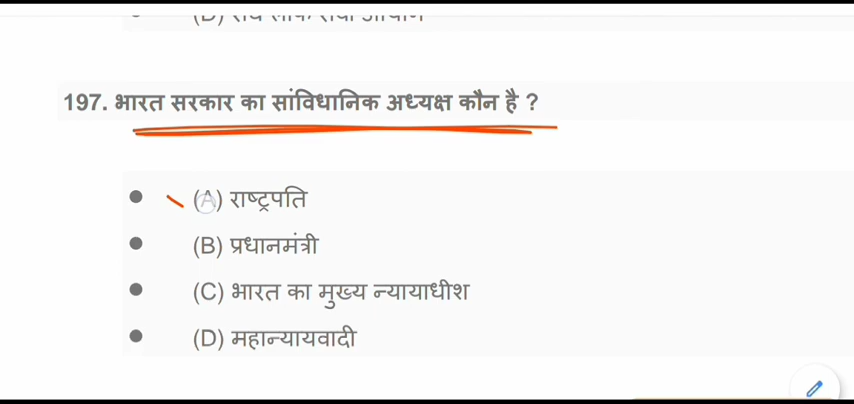 197. भारत सरकार का सांविधानिक अध्यक्ष कौन है ?
(A) राष्ट्रपति
(B) प्रधानमंत्री
(C) भारत का मुख्य न्यायाधीश
(D) महान्यायवादी